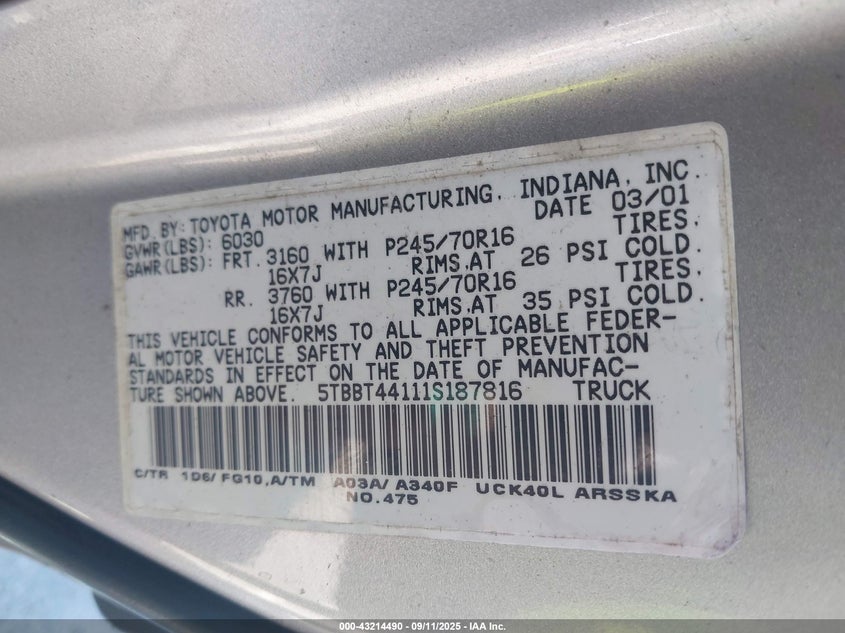 MFD. BY: TOYOTA MOTOR MANUFACTURING, INDIANA, INC.
GVWR(LBS): 6030 DATE 03/01
GAWR(LBS): FRT. 3160 WITH P245/70R16 TIRES,
16X7J RIMS,AT 26 PSI COLD.
RR. 3760 WITH P245/70R16 TIRES,
16X7J RIMS,AT 35 PSI COLD.
THIS VEHICLE CONFORMS TO ALL APPLICABLE FEDER-
AL MOTOR VEHICLE SAFETY AND THEFT PREVENTION
STANDARDS IN EFFECT ON THE DATE OF MANUFAC-
TURE SHOWN ABOVE. 5TBBT44111S187816 TRUCK
C/TR 1D6/ FG10,A/TM A03A/ A340F UCK40L ARSSKA
NO.475
000-43214490 - 09/11/2025 - IAA Inc.